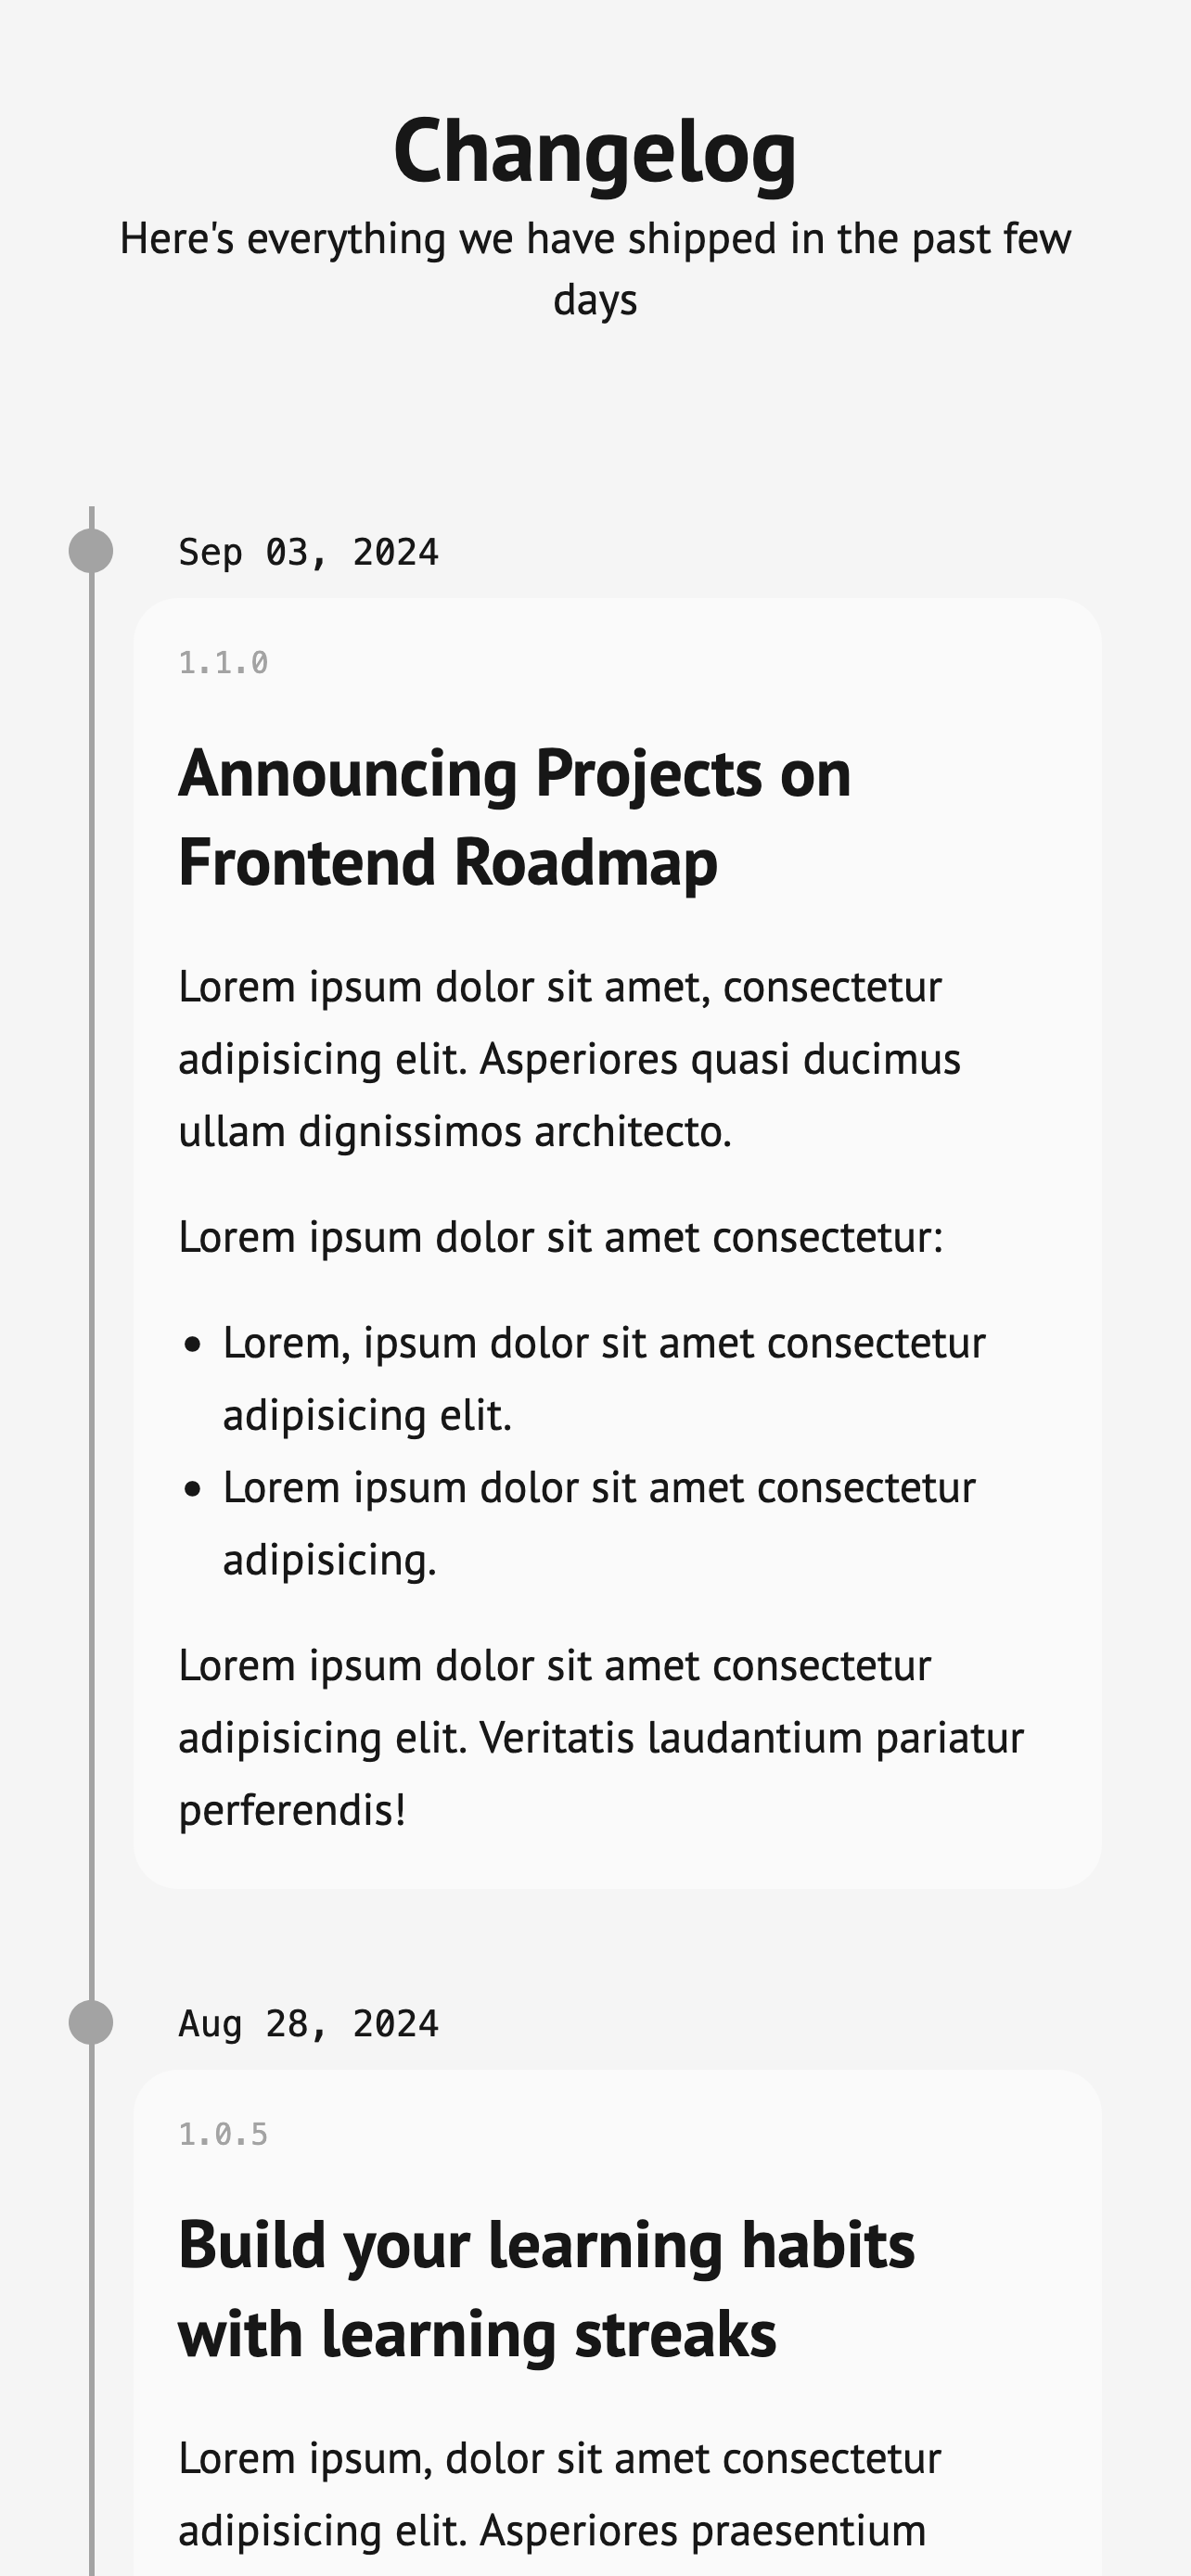 Changelog
Here's everything we have shipped in the past few
days
Sep 03, 2024
1.1.0
Announcing Projects on
Frontend Roadmap
Lorem ipsum dolor sit amet, consectetur
adipisicing elit. Asperiores quasi ducimus
ullam dignissimos architecto.
Lorem ipsum dolor sit amet consectetur:
• Lorem, ipsum dolor sit amet consectetur
adipisicing elit.
• Lorem ipsum dolor sit amet consectetur
adipisicing.
Lorem ipsum dolor sit amet consectetur
adipisicing elit. Veritatis laudantium pariatur
perferendis!
Aug 28, 2024
1.0.5
Build your learning habits
with learning streaks
Lorem ipsum, dolor sit amet consectetur
adipisicing elit. Asperiores praesentium